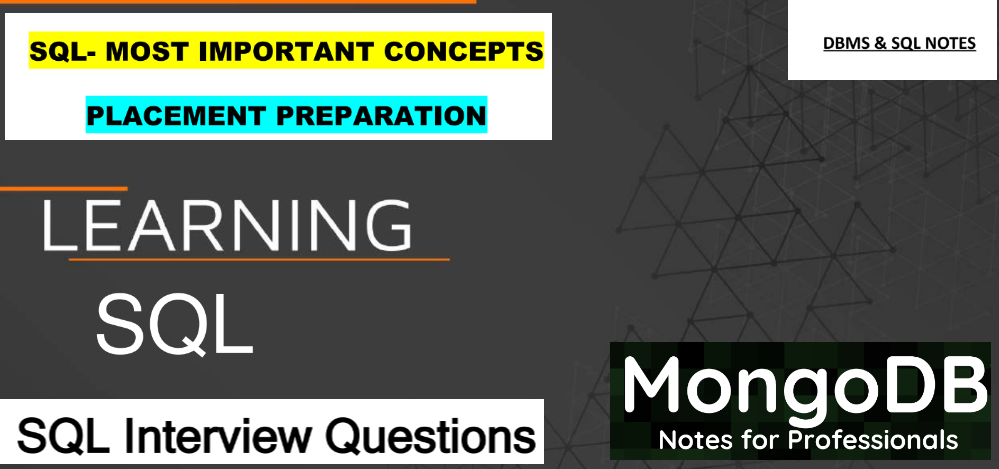 SQL- MOST IMPORTANT CONCEPTS
PLACEMENT PREPARATION
DBMS & SQL NOTES
LEARNING
SQL
SQL Interview Questions
MongoDB
Notes for Professionals